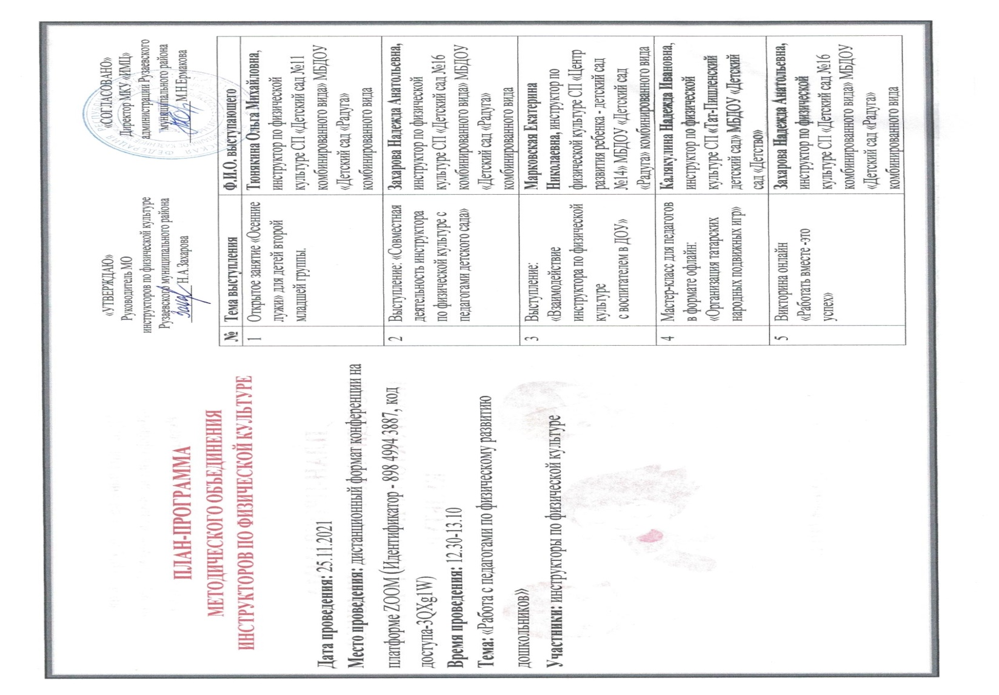 ПЛАН-ПРОГРАММА
МЕТОДИЧЕСКОГО ОБЪЕДИНЕНИЯ
ИНСТРУКТОРОВ ПО ФИЗИЧЕСКОЙ КУЛЬТУРЕ
Дата проведения: 25.11.2021
Место проведения: дистанционный формат конференции на
платформе ZOOM (Идентификатор - 898 4994 3887, код
доступа-3QXg1W)
Время проведения: 12.30-13.10
Тема: «Работа с педагогами по физическому развитию
дошкольников»
Участники: инструкторы по физической культуре
«УТВЕРЖДАЮ»
Руководитель МО
инструкторов по физической культуре
Рузаевского муниципального района
Н.А.Захарова
«СОГЛАСОВАНО»
Директор МКУ «ИМЦ»
администрации Рузаевского
муниципального района
М.Н.Ермакова
№ Тема выступления Ф.И.О. выступающего
1 Открытое занятие «Осенние
лужи» для детей второй
младшей группы.
Тюнякина Ольга Михайловна,
инструктор по физической
культуре СП «Детский сад №11
комбинированного вида» МБДОУ
«Детский сад «Радуга»
комбинированного вида
2 Выступление: «Совместная
деятельность инструктора
по физической культуре с
педагогами детского сада»
Захарова Надежда Анатольевна,
инструктор по физической
культуре СП «Детский сад №16
комбинированного вида» МБДОУ
«Детский сад «Радуга»
комбинированного вида
3 Выступление:
«Взаимодействие
инструктора по физической
культуре
с воспитателем в ДОУ»
Марковская Екатерина
Николаевна, инструктор по
физической культуре СП «Центр
развития ребенка - детский сад
№14» МБДОУ «Детский сад
«Радуга» комбинированного вида
4 Мастер-класс для педагогов
в формате офлайн:
«Организация татарских
народных подвижных игр»
Калякулина Надежда Ивановна,
инструктор по физической
культуре СП «Тат-Пишленский
детский сад» МБДОУ «Детский
сад «Детство»
5 Викторина онлайн
«Работать вместе -это
успех»
Захарова Надежда Анатольевна,
инструктор по физической
культуре СП «Детский сад №16
комбинированного вида» МБДОУ
«Детский сад «Радуга»
комбинированного вида